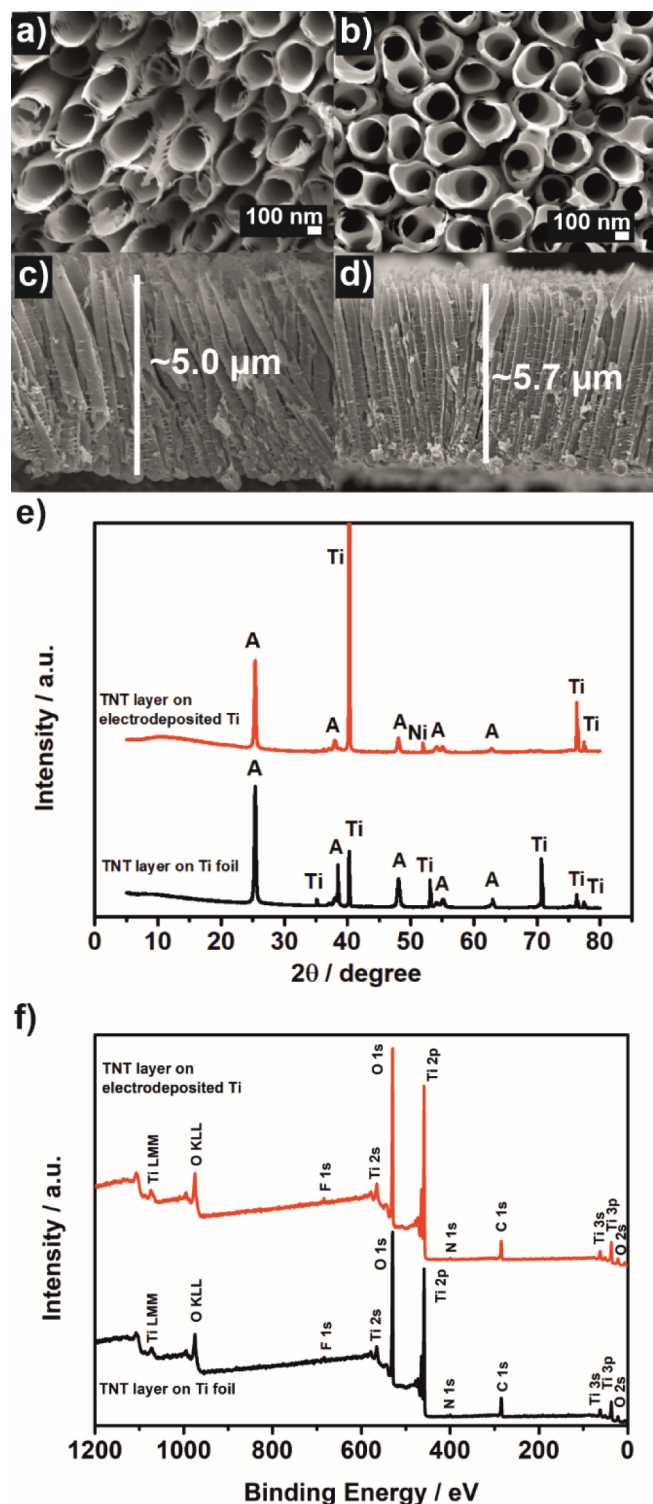 a)
b)
100 nm
100 nm
c)
d)
~5.0 µm
~5.7 µm
e)
Intensity / a.u.
TNT layer on
electrodeposited Ti
A
A
Ti
A
Ni
A
A
Ti
Ti
TNT layer on Ti foil
A
Ti
A
Ti
A
Ti
A
A
Ti
Ti
Ti
0 10 20 30 40 50 60 70 80
2θ / degree
f)
Intensity / a.u.
TNT layer on
electrodeposited Ti
Ti LMM
O KLL
F 1s
Ti 2s
O 1s
Ti 2p
N 1s
C 1s
Ti 3s
Ti 3p
O 2s
TNT layer on Ti foil
Ti LMM
O KLL
F 1s
Ti 2s
O 1s
Ti 2p
N 1s
C 1s
Ti 3s
Ti 3p
O 2s
1200 1000 800 600 400 200 0
Binding Energy / eV